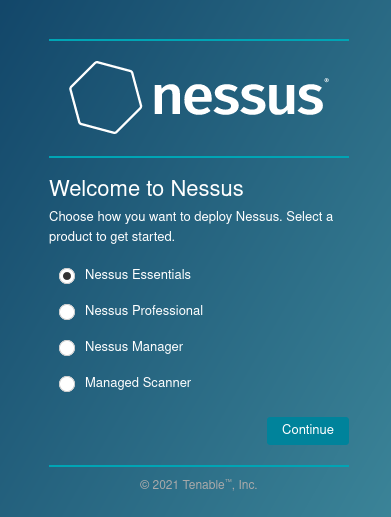 nessus®
Welcome to Nessus
Choose how you want to deploy Nessus. Select a
product to get started.
Nessus Essentials
Nessus Professional
Nessus Manager
Managed Scanner
Continue
© 2021 Tenable™, Inc.